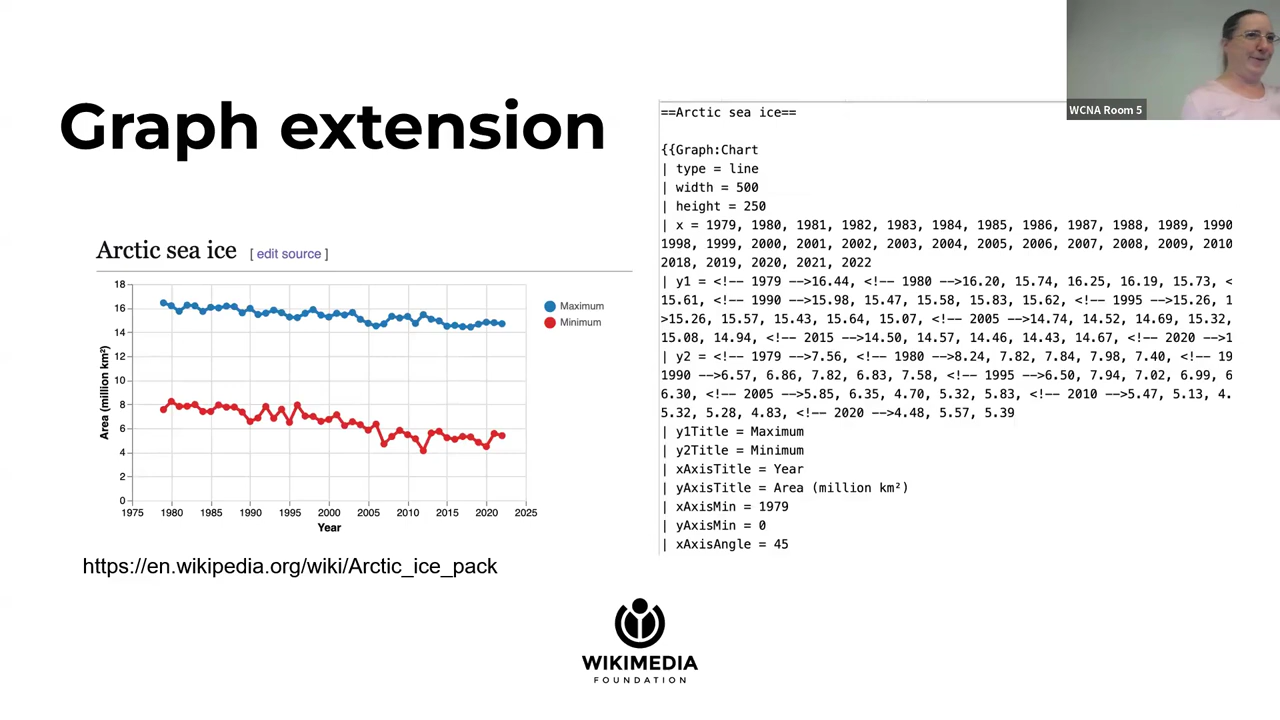 WCNA Room 5
Graph extension
Arctic sea ice [ edit source ]
18
16
14
12
10
8
6
4
2
0
Area (million km²)
1975 1980 1985 1990 1995 2000 2005 2010 2015 2020 2025
Year
Maximum
Minimum
https://en.wikipedia.org/wiki/Arctic_ice_pack
==Arctic sea ice==
{{Graph:Chart
| type = line
| width = 500
| height = 250
| x = 1979, 1980, 1981, 1982, 1983, 1984, 1985, 1986, 1987, 1988, 1989, 1990
1998, 1999, 2000, 2001, 2002, 2003, 2004, 2005, 2006, 2007, 2008, 2009, 2010
2018, 2019, 2020, 2021, 2022
| y1 = <!-- 1979 -->16.44, <!-- 1980 -->16.20, 15.74, 16.25, 16.19, 15.73, <
15.61, <!-- 1990 -->15.98, 15.47, 15.58, 15.83, 15.62, <!-- 1995 -->15.26, 1
>15.26, 15.57, 15.43, 15.64, 15.07, <!-- 2005 -->14.74, 14.52, 14.69, 15.32,
15.08, 14.94, <!-- 2015 -->14.50, 14.57, 14.46, 14.43, 14.67, <!-- 2020 -->1
| y2 = <!-- 1979 -->7.56, <!-- 1980 -->8.24, 7.82, 7.84, 7.98, 7.40, <!-- 19
1990 -->6.57, 6.86, 7.82, 6.83, 7.58, <!-- 1995 -->6.50, 7.94, 7.02, 6.99, 6
6.30, <!-- 2005 -->5.85, 6.35, 4.70, 5.32, 5.83, <!-- 2010 -->5.47, 5.13, 4.
5.32, 5.28, 4.83, <!-- 2020 -->4.48, 5.57, 5.39
| y1Title = Maximum
| y2Title = Minimum
| xAxisTitle = Year
| yAxisTitle = Area (million km²)
| xAxisMin = 1979
| yAxisMin = 0
| xAxisAngle = 45
WIKIMEDIA
FOUNDATION